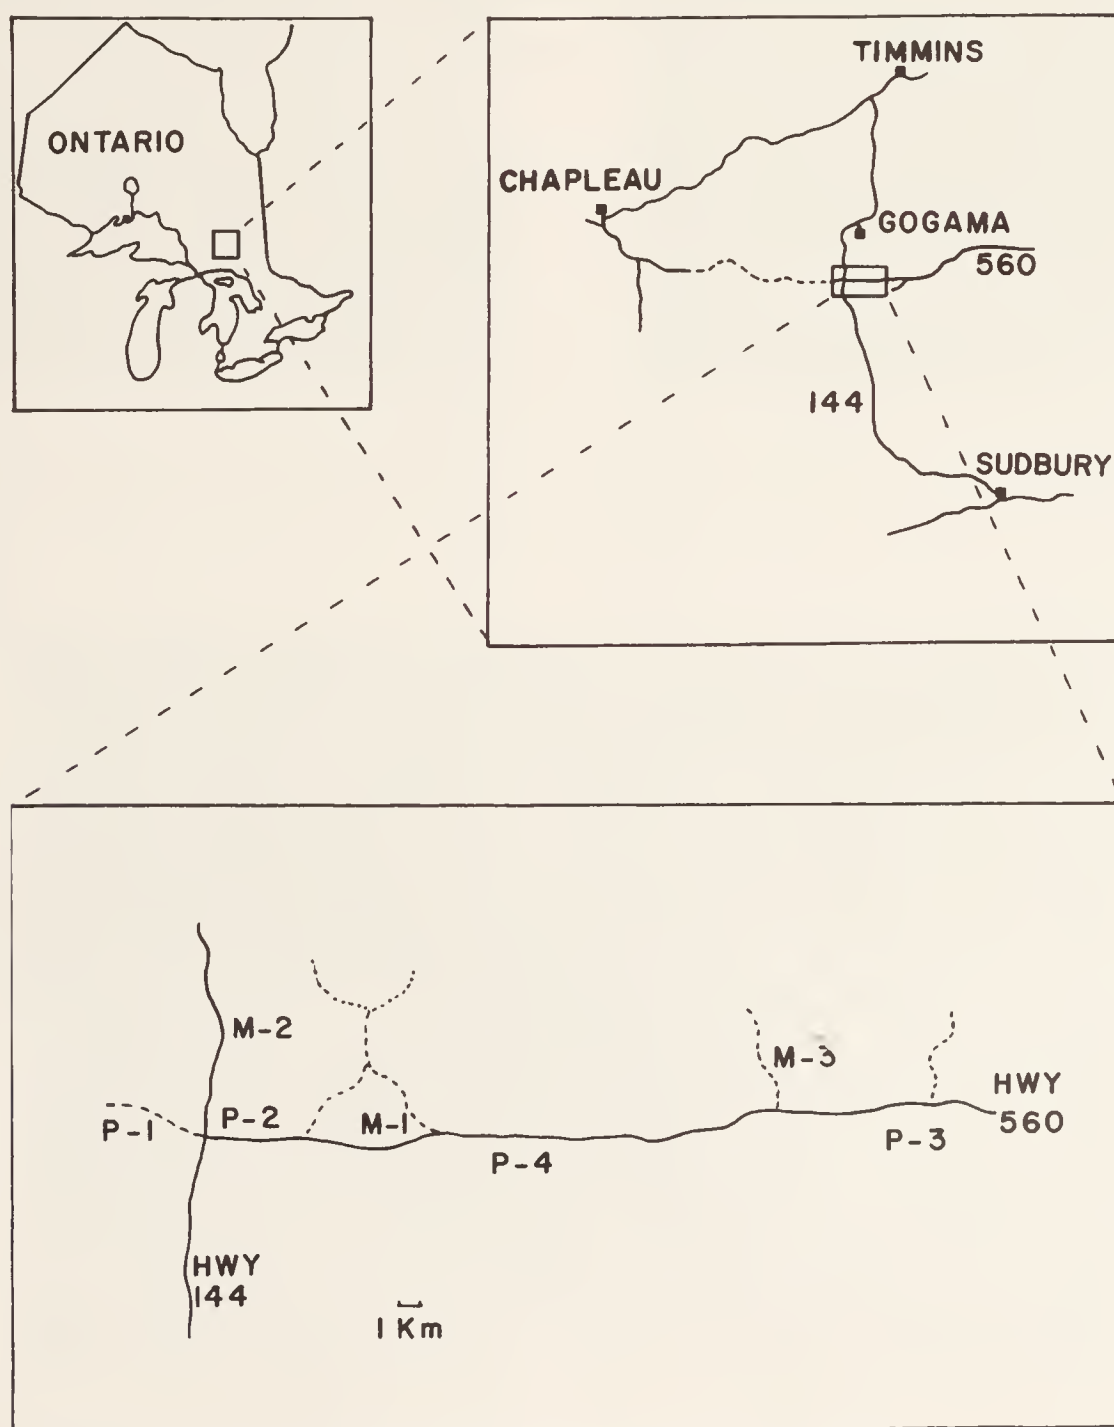 ONTARIO
TIMMINS
CHAPLEAU
GOGAMA
560
144
SUDBURY
M-2
P-1
P-2
M-1
P-4
M-3
P-3
HWY
560
HWY
144
1 Km